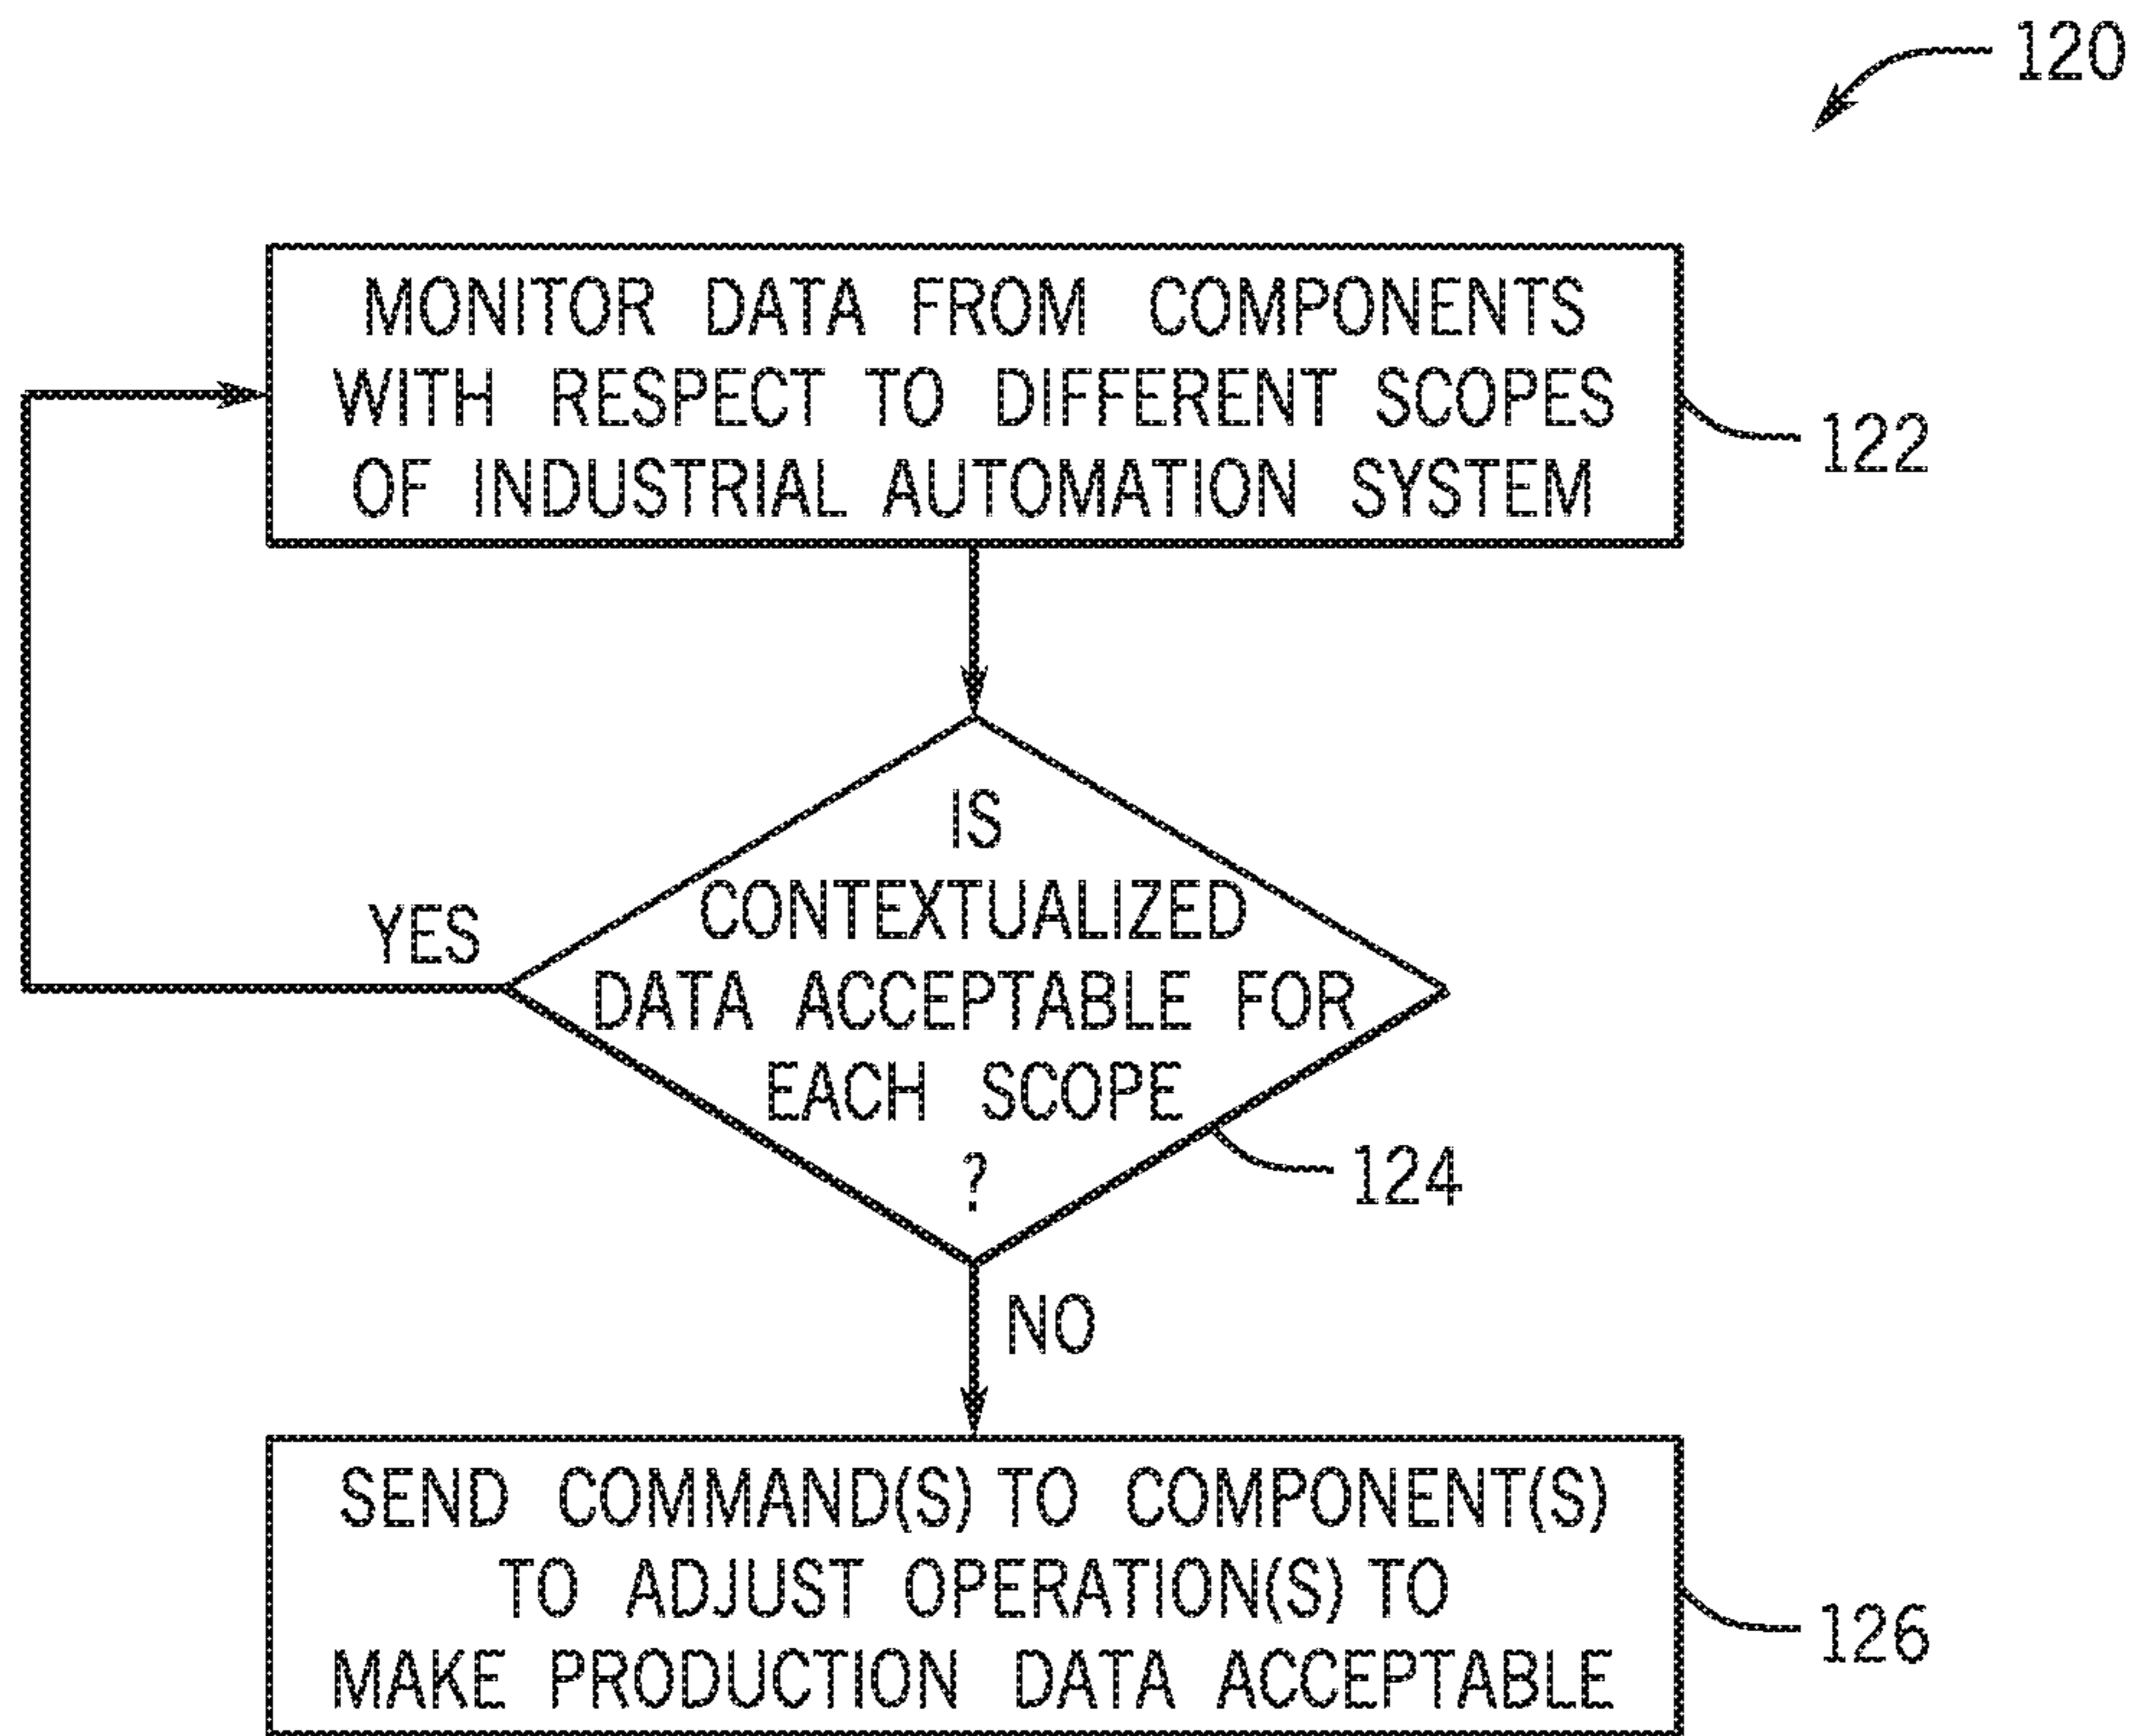 120
MONITOR DATA FROM COMPONENTS
WITH RESPECT TO DIFFERENT SCOPES
OF INDUSTRIAL AUTOMATION SYSTEM
122
IS
CONTEXTUALIZED
DATA ACCEPTABLE FOR
EACH SCOPE
?
YES
124
NO
SEND COMMAND(S) TO COMPONENT(S)
TO ADJUST OPERATION(S) TO
MAKE PRODUCTION DATA ACCEPTABLE
126